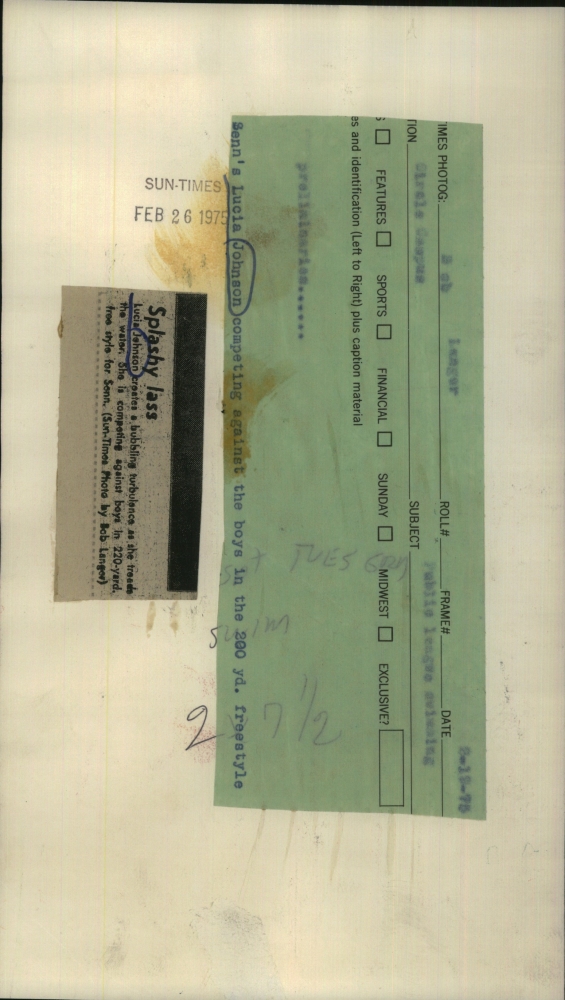 SUN-TIMES
FEB 26 1975
IMES PHOTOG: Bob Langer ROLL# FRAME# DATE
TION Circle Campus SUBJECT Public league swimming
FEATURES SPORTS FINANCIAL SUNDAY MIDWEST EXCLUSIVE?
es and identification (Left to Right) plus caption material
preliminaries......
Senn's Lucia Johnson competing against the boys in the 200 yd. freestyle
TUES
SWIM
2 7 1/2
Splashy lass
Lucia Johnson creates a bubbling turbulence as she treads
the water. She is competing against boys in 220-yard.
free style for Senn. (Sun-Times Photo by Bob Langer)